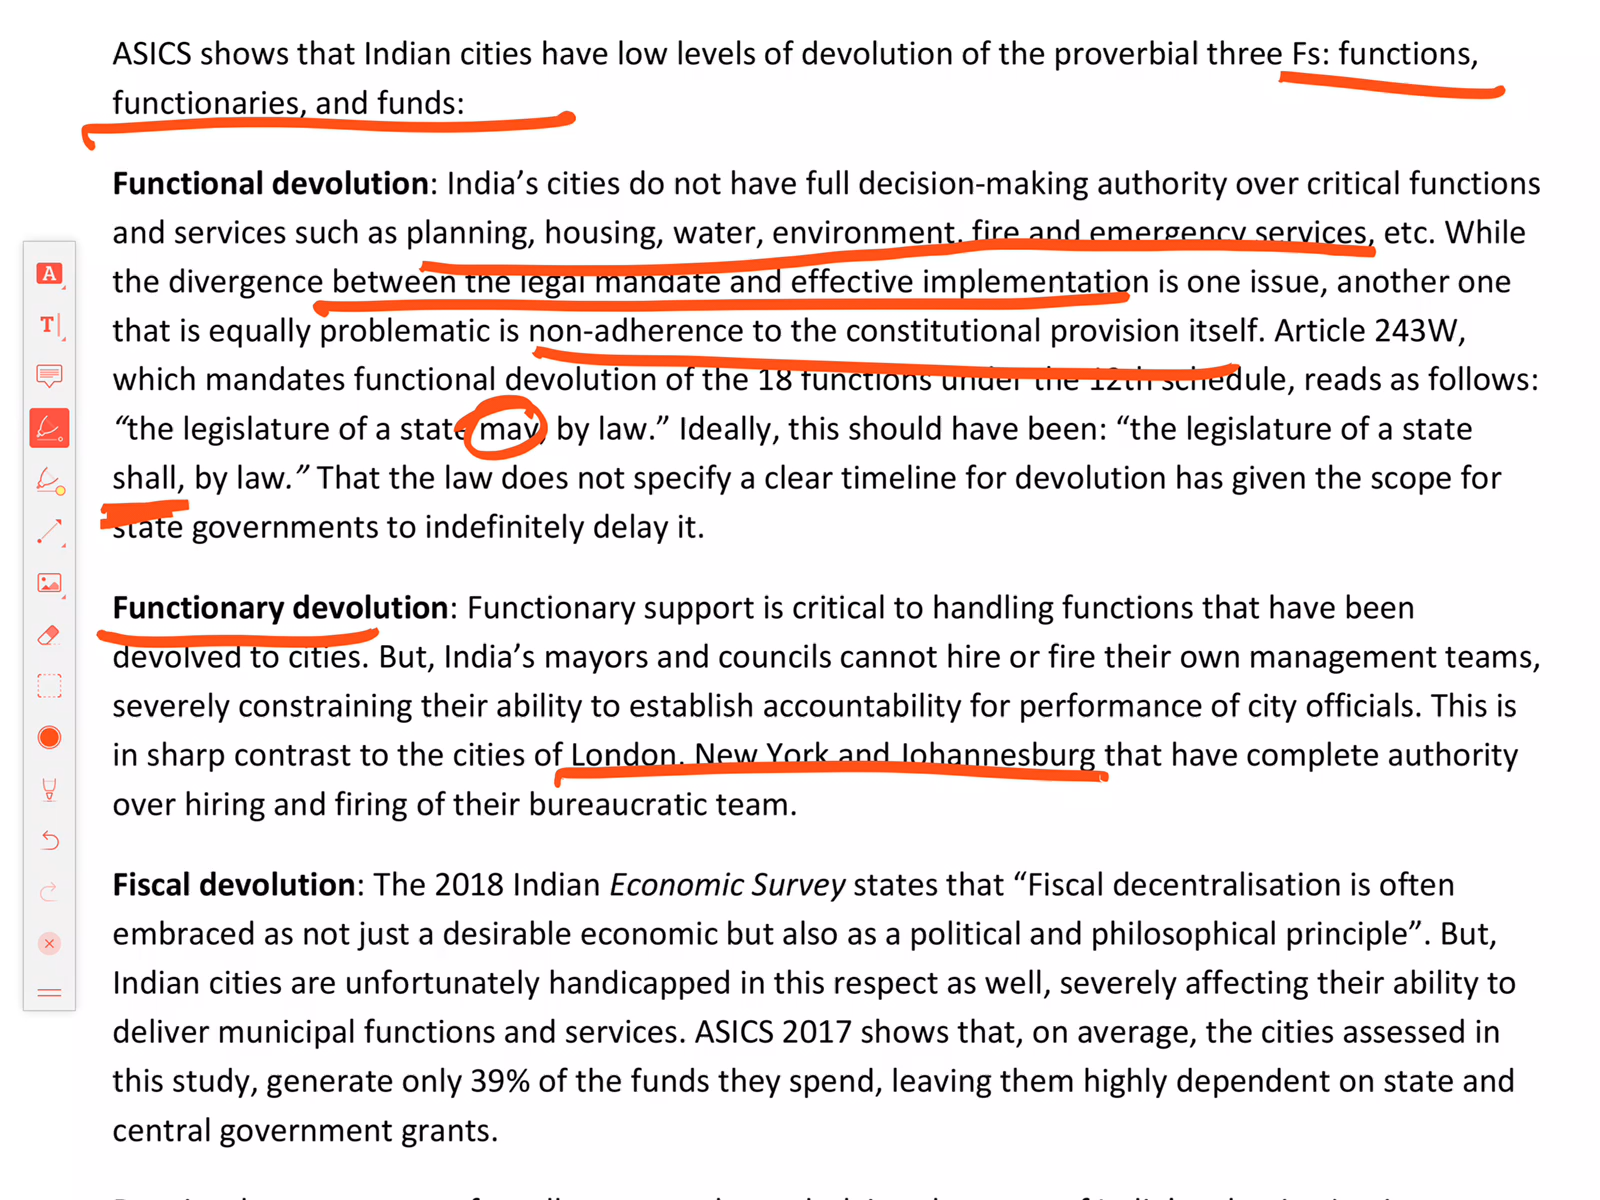 ASICS shows that Indian cities have low levels of devolution of the proverbial three Fs: functions,
functionaries, and funds:
Functional devolution: India’s cities do not have full decision-making authority over critical functions
and services such as planning, housing, water, environment, fire and emergency services, etc. While
the divergence between the legal mandate and effective implementation is one issue, another one
that is equally problematic is non-adherence to the constitutional provision itself. Article 243W,
which mandates functional devolution of the 18 functions under the 12th schedule, reads as follows:
“the legislature of a state may, by law.” Ideally, this should have been: “the legislature of a state
shall, by law.” That the law does not specify a clear timeline for devolution has given the scope for
state governments to indefinitely delay it.
Functionary devolution: Functionary support is critical to handling functions that have been
devolved to cities. But, India’s mayors and councils cannot hire or fire their own management teams,
severely constraining their ability to establish accountability for performance of city officials. This is
in sharp contrast to the cities of London, New York and Johannesburg that have complete authority
over hiring and firing of their bureaucratic team.
Fiscal devolution: The 2018 Indian Economic Survey states that “Fiscal decentralisation is often
embraced as not just a desirable economic but also as a political and philosophical principle”. But,
Indian cities are unfortunately handicapped in this respect as well, severely affecting their ability to
deliver municipal functions and services. ASICS 2017 shows that, on average, the cities assessed in
this study, generate only 39% of the funds they spend, leaving them highly dependent on state and
central government grants.